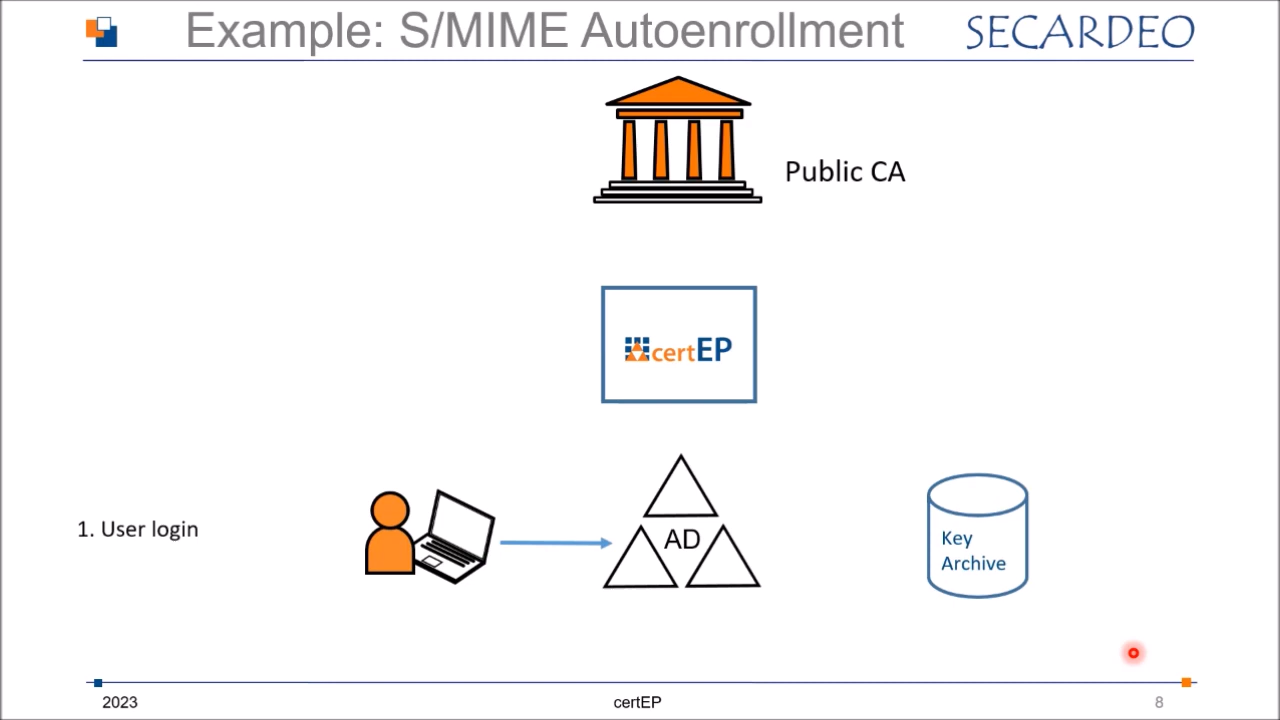 Example: S/MIME Autoenrollment
SECARDEO
Public CA
certEP
1. User login
AD
Key
Archive
2023
certEP
8